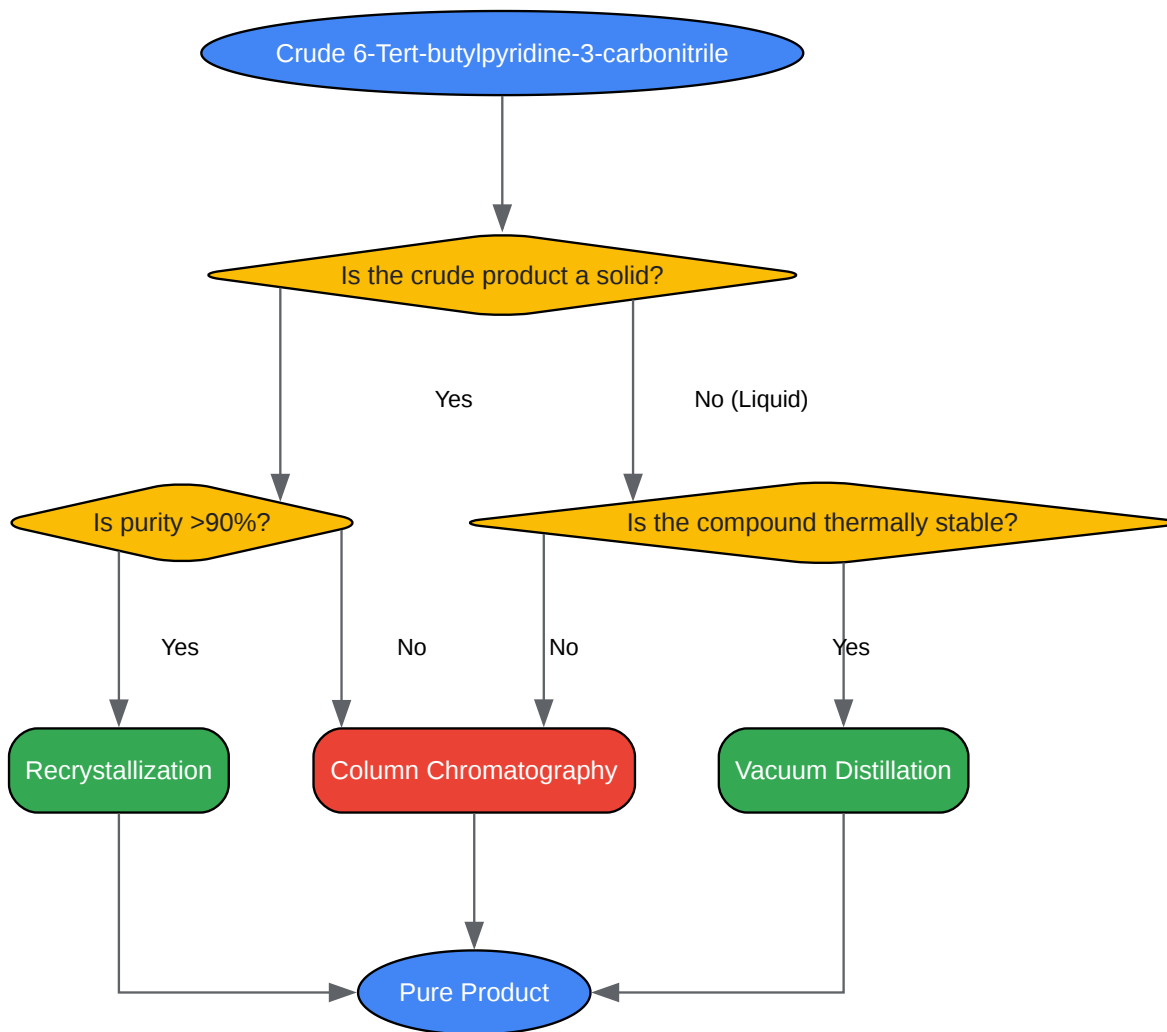 Crude 6-Tert-butylpyridine-3-carbonitrile
Is the crude product a solid?
Yes
No (Liquid)
Is purity >90%?
Is the compound thermally stable?
Yes
No
No
Yes
Recrystallization
Column Chromatography
Vacuum Distillation
Pure Product